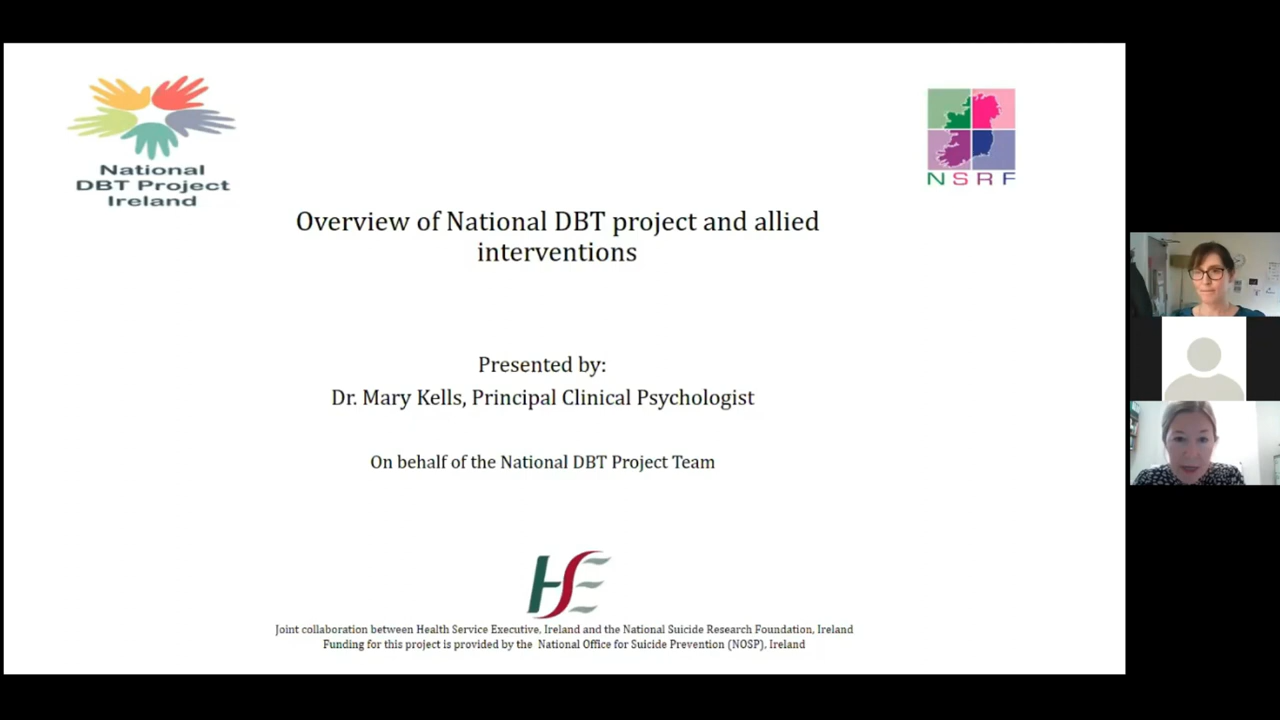 National
DBT Project
Ireland
NSRF
Overview of National DBT project and allied
interventions
Presented by:
Dr. Mary Kells, Principal Clinical Psychologist
On behalf of the National DBT Project Team
HSE
Joint collaboration between Health Service Executive, Ireland and the National Suicide Research Foundation, Ireland
Funding for this project is provided by the National Office for Suicide Prevention (NOSP), Ireland